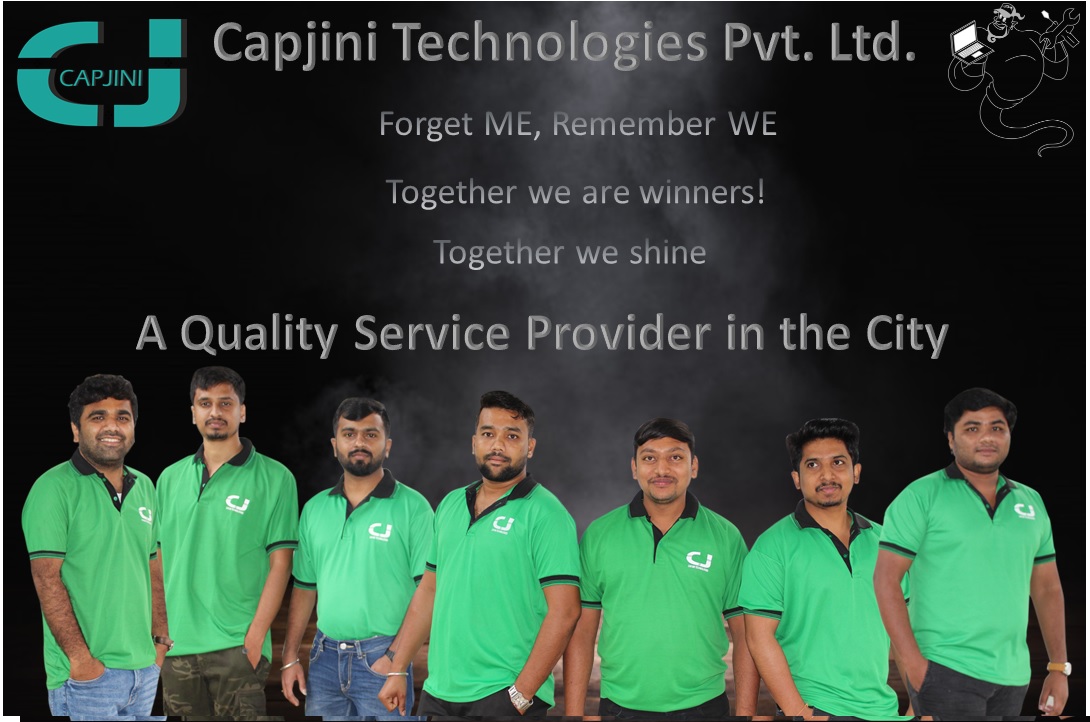 CAPJINI
Capjini Technologies Pvt. Ltd.
Forget ME, Remember WE
Together we are winners!
Together we shine
A Quality Service Provider in the City